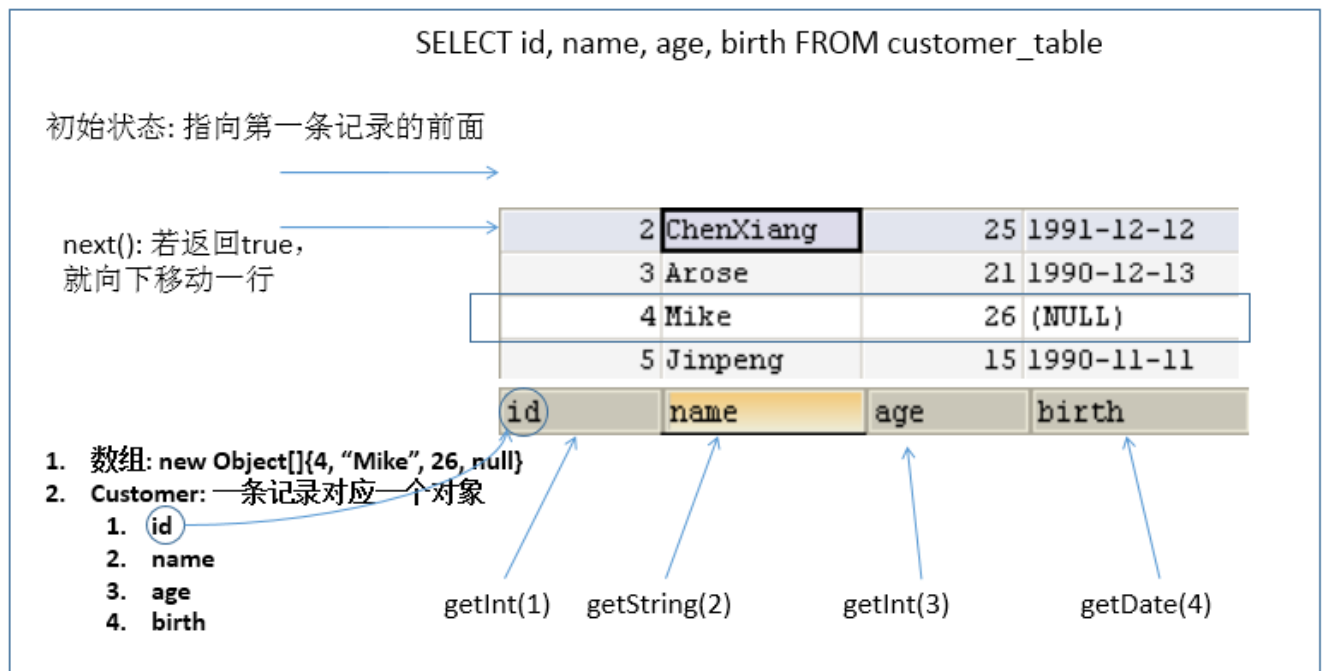 SELECT id, name, age, birth FROM customer_table
初始状态: 指向第一条记录的前面
next(): 若返回true，
就向下移动一行
2 ChenXiang 25 1991-12-12
3 Arose 21 1990-12-13
4 Mike 26 (NULL)
5 Jinpeng 15 1990-11-11
id name age birth
1. 数组: new Object[]{4, “Mike”, 26, null}
2. Customer: 一条记录对应一个对象
1. id
2. name
3. age
4. birth
getInt(1) getString(2) getInt(3) getDate(4)